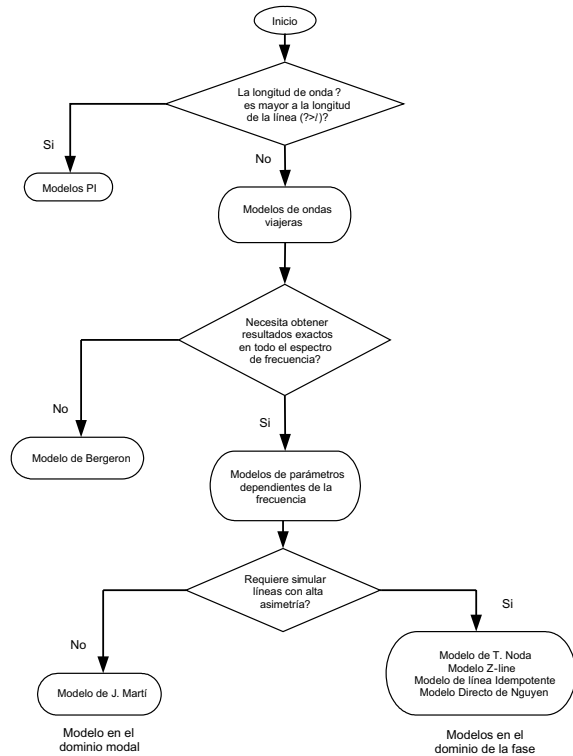 Inicio
La longitud de onda ?
es mayor a la longitud
de la línea (?>l)?
Si
No
Modelos PI
Modelos de ondas
viajeras
Necesita obtener
resultados exactos
en todo el espectro
de frecuencia?
No
Si
Modelo de Bergeron
Modelos de parámetros
dependientes de la
frecuencia
Requiere simular
líneas con alta
asimetría?
No
Si
Modelo de J. Martí
Modelo de T. Noda
Modelo Z-line
Modelo de línea Idempotente
Modelo Directo de Nguyen
Modelo en el
dominio modal
Modelos en el
dominio de la fase